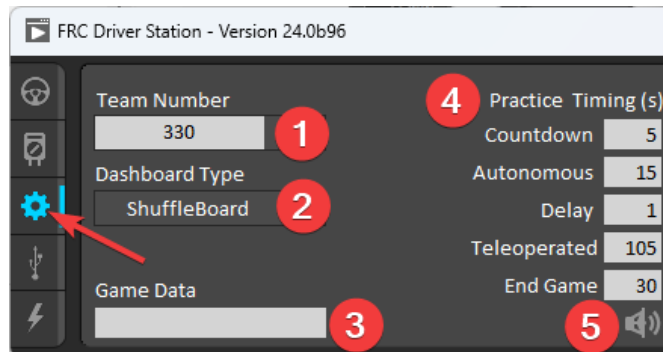 FRC Driver Station - Version 24.0b96
Team Number
330
1
Dashboard Type
ShuffleBoard
2
Game Data
3
4
Practice Timing (s)
Countdown 5
Autonomous 15
Delay 1
Teleoperated 105
End Game 30
5